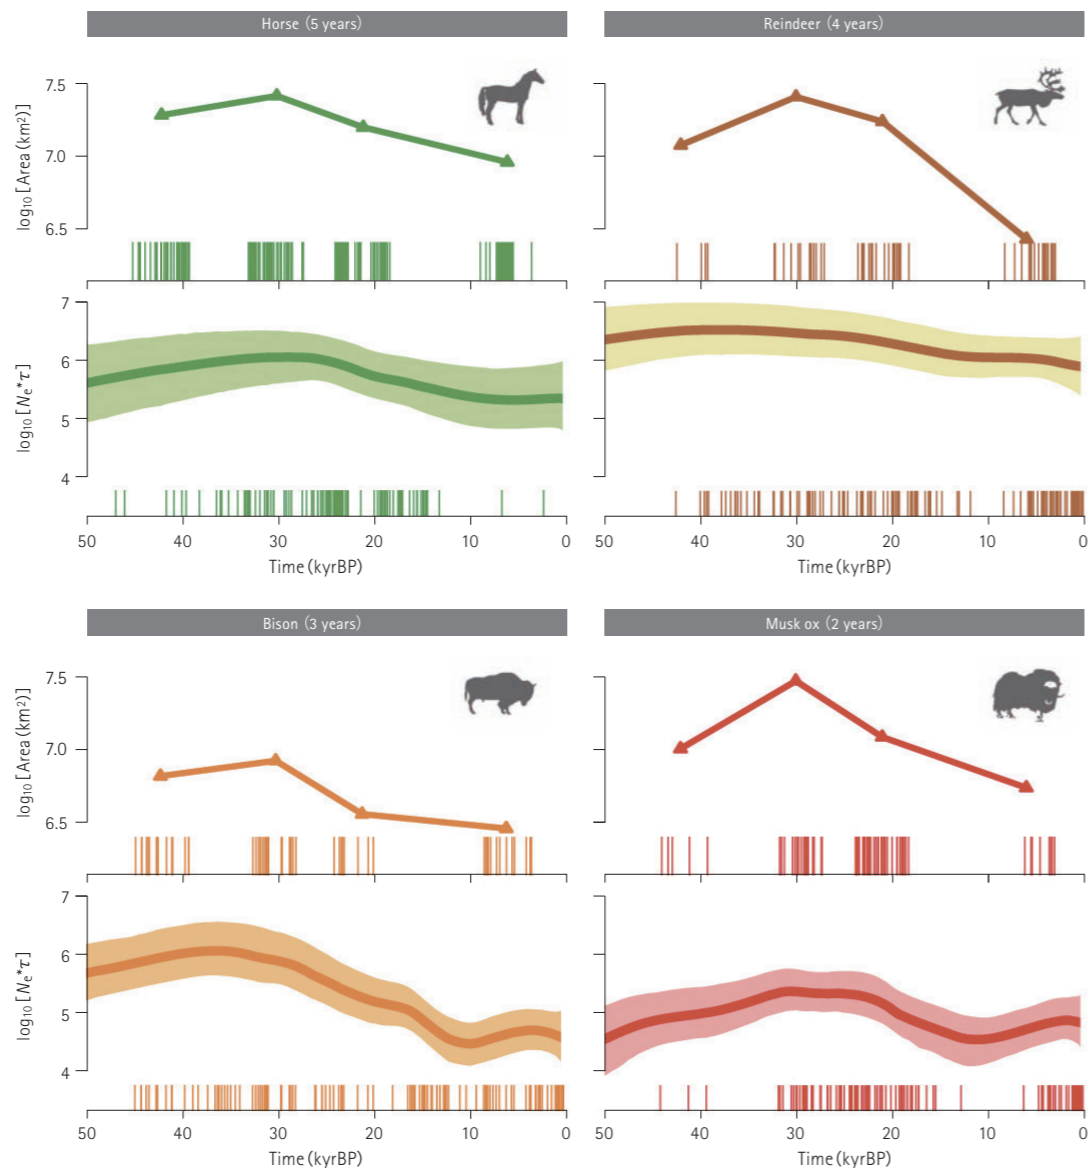 Horse (5 years)
Reindeer (4 years)
log₁₀ [Area (km²)]
7.5
7.0
6.5
log₁₀ [Nₑ*τ]
7
6
5
4
50 40 30 20 10 0
Time (kyrBP)
50 40 30 20 10 0
Time (kyrBP)
Bison (3 years)
Musk ox (2 years)
log₁₀ [Area (km²)]
7.5
7.0
6.5
log₁₀ [Nₑ*τ]
7
6
5
4
50 40 30 20 10 0
Time (kyrBP)
50 40 30 20 10 0
Time (kyrBP)